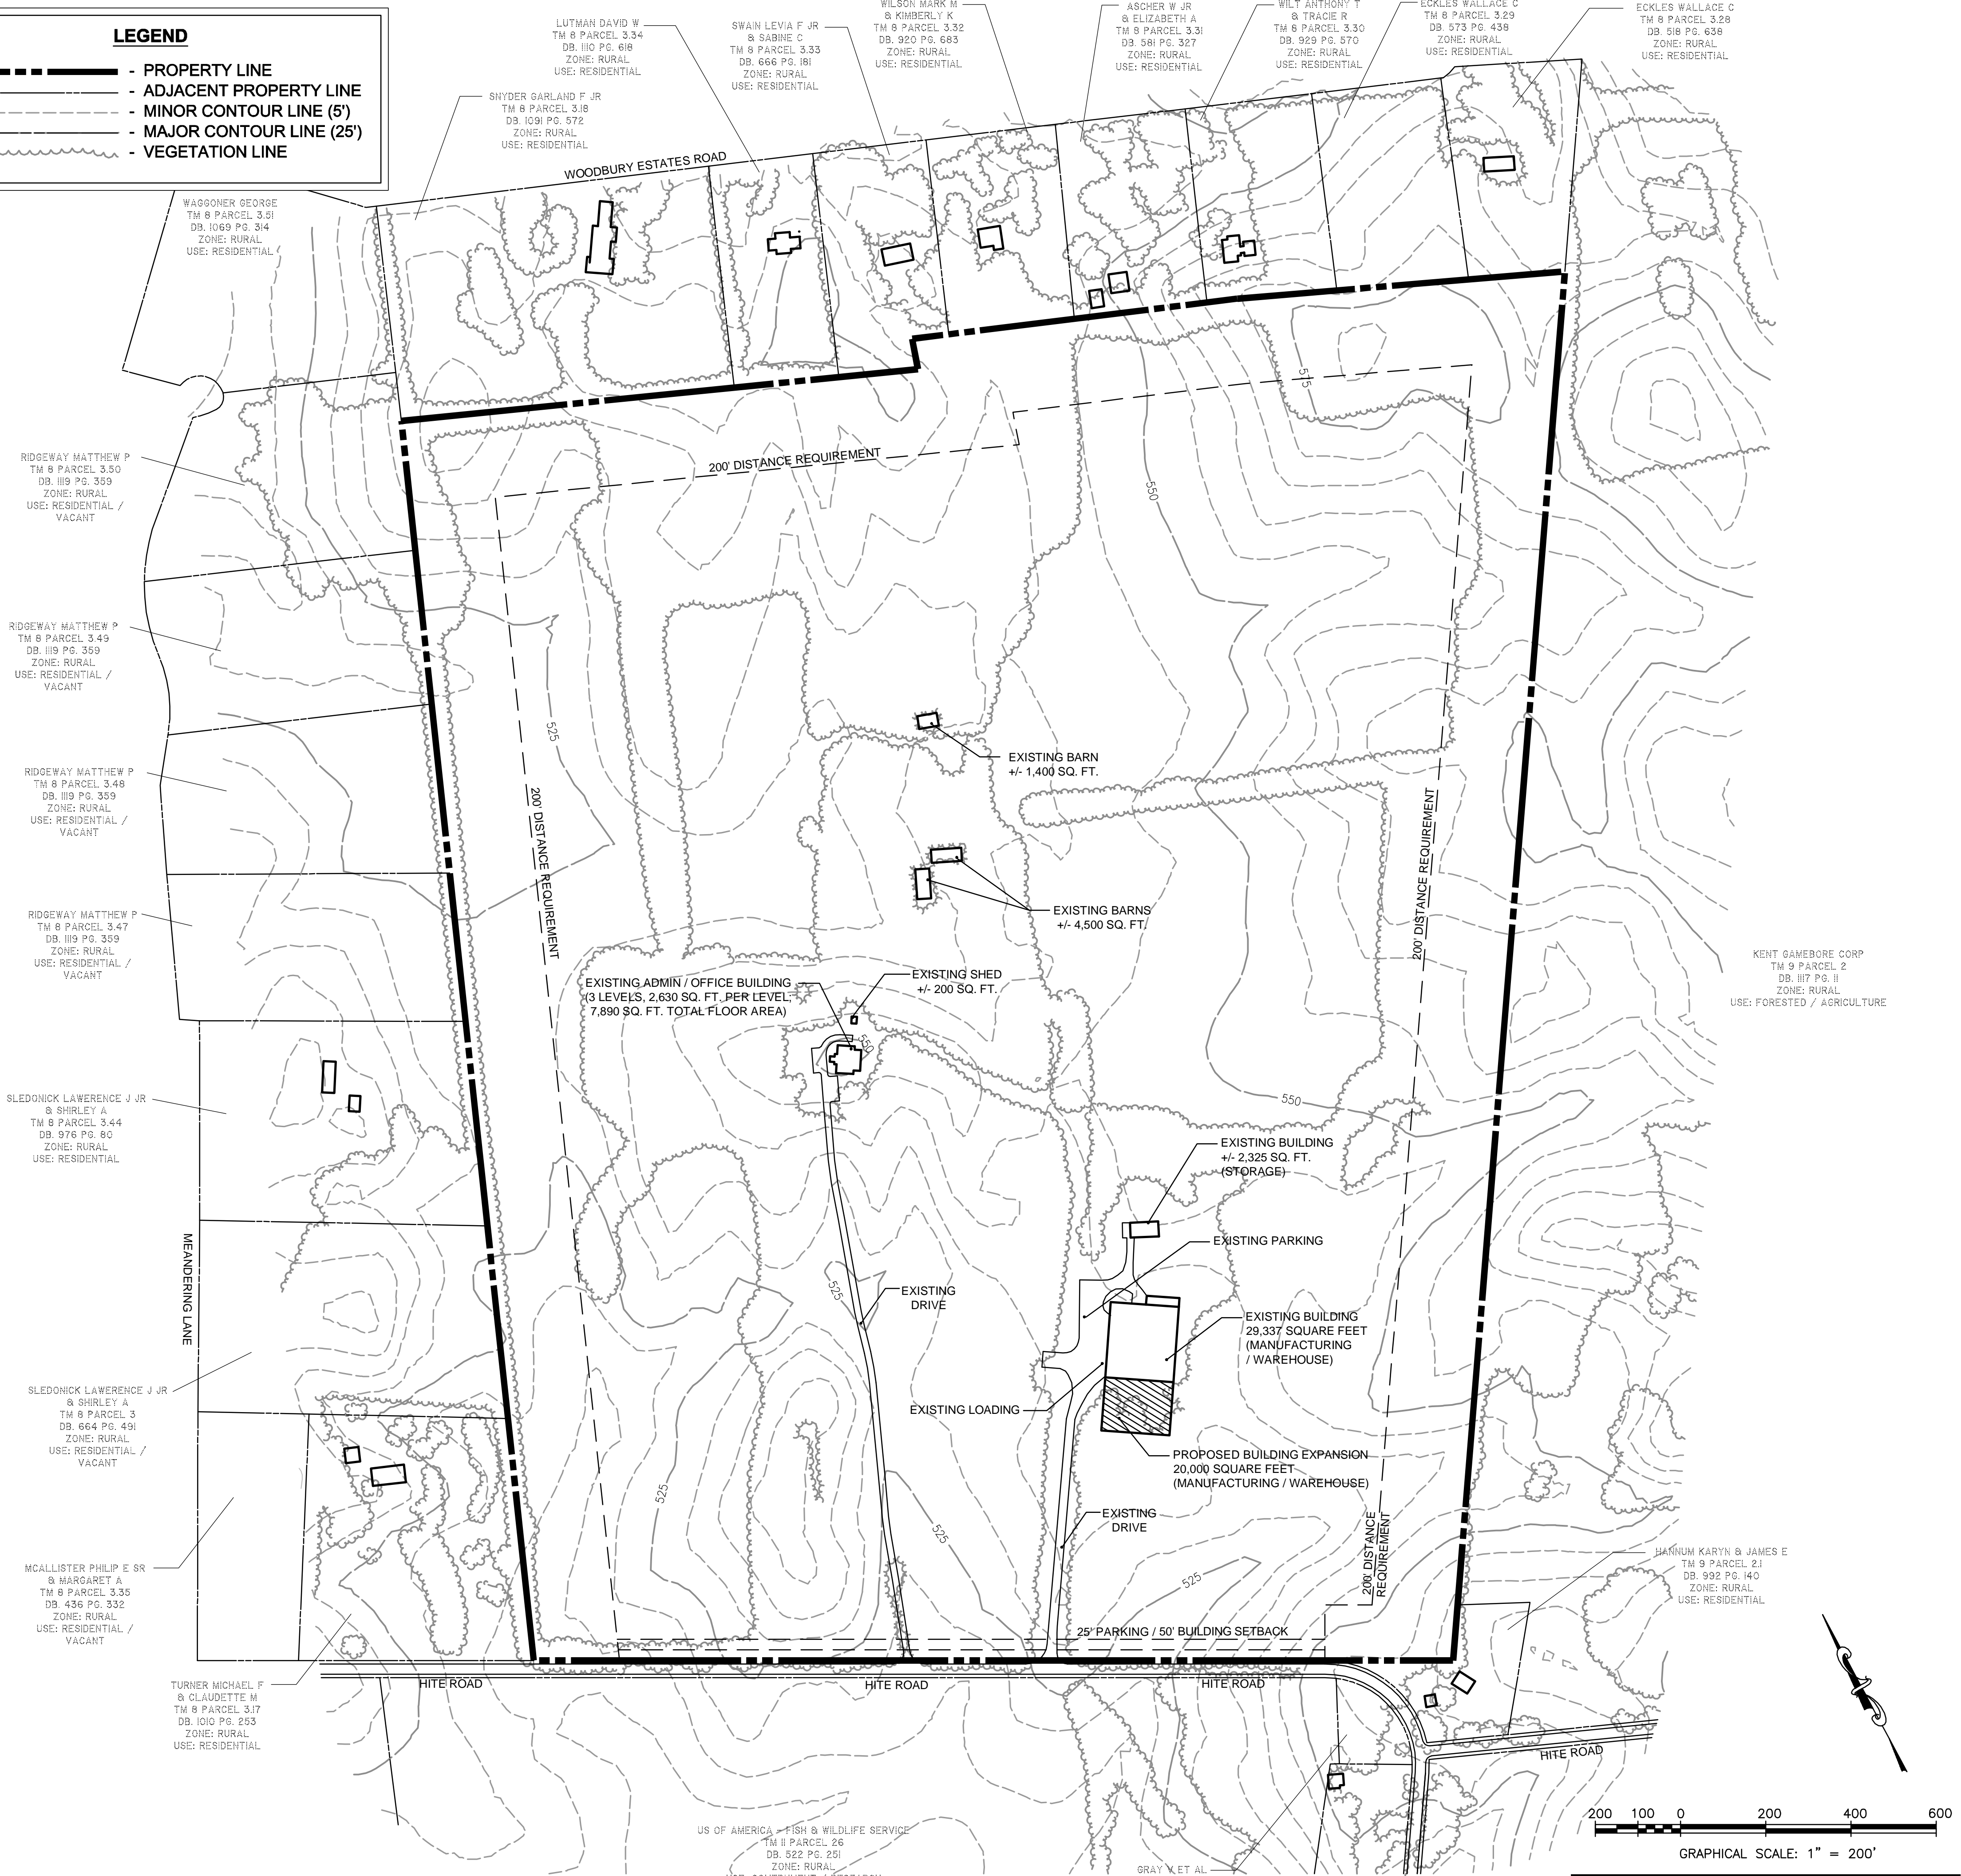 LEGEND
- PROPERTY LINE
- ADJACENT PROPERTY LINE
- MINOR CONTOUR LINE (5')
- MAJOR CONTOUR LINE (25')
- VEGETATION LINE
LUTMAN DAVID W
TM 8 PARCEL 3.34
DB. 1110 PG. 618
ZONE: RURAL
USE: RESIDENTIAL
SWAIN LEVIA F JR
& SABINE C
TM 8 PARCEL 3.33
DB. 666 PG. 181
ZONE: RURAL
USE: RESIDENTIAL
WILSON MARK M
& KIMBERLY K
TM 8 PARCEL 3.32
DB. 920 PG. 683
ZONE: RURAL
USE: RESIDENTIAL
ASCHER W JR
& ELIZABETH A
TM 8 PARCEL 3.31
DB. 581 PG. 327
ZONE: RURAL
USE: RESIDENTIAL
WILT ANTHONY T
& TRACIE R
TM 8 PARCEL 3.30
DB. 929 PG. 570
ZONE: RURAL
USE: RESIDENTIAL
ECKLES WALLACE C
TM 8 PARCEL 3.29
DB. 573 PG. 438
ZONE: RURAL
USE: RESIDENTIAL
ECKLES WALLACE C
TM 8 PARCEL 3.28
DB. 518 PG. 638
ZONE: RURAL
USE: RESIDENTIAL
SNYDER GARLAND F JR
TM 8 PARCEL 3.18
DB. 1091 PG. 572
ZONE: RURAL
USE: RESIDENTIAL
WOODBURY ESTATES ROAD
WAGGONER GEORGE
TM 8 PARCEL 3.51
DB. 1069 PG. 314
ZONE: RURAL
USE: RESIDENTIAL
575
200' DISTANCE REQUIREMENT
550
RIDGEWAY MATTHEW P
TM 8 PARCEL 3.50
DB. 1119 PG. 359
ZONE: RURAL
USE: RESIDENTIAL /
VACANT
RIDGEWAY MATTHEW P
TM 8 PARCEL 3.49
DB. 1119 PG. 359
ZONE: RURAL
USE: RESIDENTIAL /
VACANT
525
EXISTING BARN
+/- 1,400 SQ. FT.
RIDGEWAY MATTHEW P
TM 8 PARCEL 3.48
DB. 1119 PG. 359
ZONE: RURAL
USE: RESIDENTIAL /
VACANT
200' DISTANCE REQUIREMENT
200' DISTANCE REQUIREMENT
EXISTING BARNS
+/- 4,500 SQ. FT.
RIDGEWAY MATTHEW P
TM 8 PARCEL 3.47
DB. 1119 PG. 359
ZONE: RURAL
USE: RESIDENTIAL /
VACANT
KENT GAMEBORE CORP
TM 9 PARCEL 2
DB. 1117 PG. 11
ZONE: RURAL
USE: FORESTED / AGRICULTURE
EXISTING ADMIN / OFFICE BUILDING
(3 LEVELS, 2,630 SQ. FT. PER LEVEL;
7,890 SQ. FT. TOTAL FLOOR AREA)
EXISTING SHED
+/- 200 SQ. FT.
550
550
SLEDONICK LAWERENCE J JR
& SHIRLEY A
TM 8 PARCEL 3.44
DB. 976 PG. 80
ZONE: RURAL
USE: RESIDENTIAL
EXISTING BUILDING
+/- 2,325 SQ. FT.
(STORAGE)
MEANDERING LANE
EXISTING PARKING
525
EXISTING
DRIVE
EXISTING BUILDING
29,337 SQUARE FEET
(MANUFACTURING
/ WAREHOUSE)
SLEDONICK LAWERENCE J JR
& SHIRLEY A
TM 8 PARCEL 3
DB. 664 PG. 491
ZONE: RURAL
USE: RESIDENTIAL /
VACANT
EXISTING LOADING
PROPOSED BUILDING EXPANSION
20,000 SQUARE FEET
(MANUFACTURING / WAREHOUSE)
525
525
EXISTING
DRIVE
200' DISTANCE
REQUIREMENT
525
MCALLISTER PHILIP E SR
& MARGARET A
TM 8 PARCEL 3.35
DB. 436 PG. 332
ZONE: RURAL
USE: RESIDENTIAL /
VACANT
HANNUM KARYN & JAMES E
TM 9 PARCEL 2.1
DB. 992 PG. 140
ZONE: RURAL
USE: RESIDENTIAL
25' PARKING / 50' BUILDING SETBACK
HITE ROAD
HITE ROAD
HITE ROAD
TURNER MICHAEL F
& CLAUDETTE M
TM 8 PARCEL 3.17
DB. 1010 PG. 253
ZONE: RURAL
USE: RESIDENTIAL
HITE ROAD
US OF AMERICA - FISH & WILDLIFE SERVICE
TM 11 PARCEL 26
DB. 522 PG. 251
ZONE: RURAL
GRAY V ET AL
200 100 0 200 400 600
GRAPHICAL SCALE: 1" = 200'